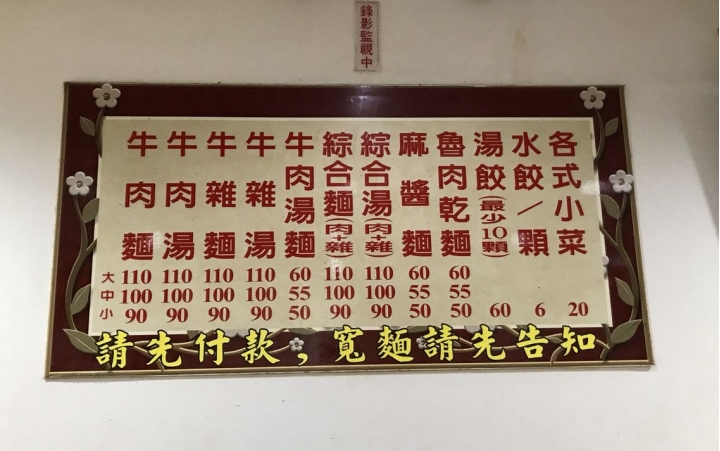 錄影監視中
牛肉麵 牛肉湯 牛雜麵 牛雜湯 牛肉湯麵 綜合麵(肉+雜) 綜合湯(肉+雜) 麻醬麵 魯肉乾麵 湯餃(最少10顆) 水餃/顆 各式小菜
大 110 110 110 110 60 110 110 60 60
中 100 100 100 100 55 100 100 55 55
小 90 90 90 90 50 90 90 50 50 60 6 20
請先付款,寬麵請先告知